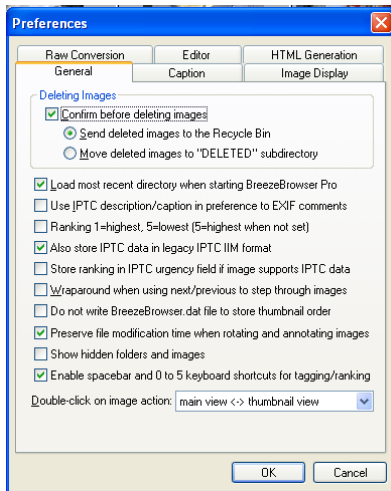 Preferences
Raw Conversion Editor HTML Generation
General Caption Image Display
Deleting Images
Confirm before deleting images
Send deleted images to the Recycle Bin
Move deleted images to "DELETED" subdirectory
Load most recent directory when starting BreezeBrowser Pro
Use IPTC description/caption in preference to EXIF comments
Ranking 1=highest, 5=lowest (5=highest when not set)
Also store IPTC data in legacy IPTC IIM format
Store ranking in IPTC urgency field if image supports IPTC data
Wraparound when using next/previous to step through images
Do not write BreezeBrowser.dat file to store thumbnail order
Preserve file modification time when rotating and annotating images
Show hidden folders and images
Enable spacebar and 0 to 5 keyboard shortcuts for tagging/ranking
Double-click on image action: main view <-> thumbnail view
OK Cancel